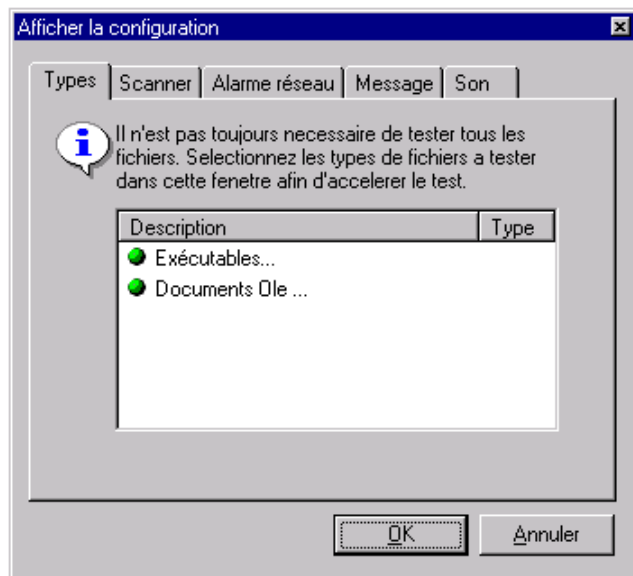 Afficher la configuration
Types Scanner Alarme réseau Message Son
Il n'est pas toujours necessaire de tester tous les
fichiers. Selectionnez les types de fichiers a tester
dans cette fenetre afin d'accelerer le test.
Description Type
Exécutables...
Documents Ole ...
OK Annuler